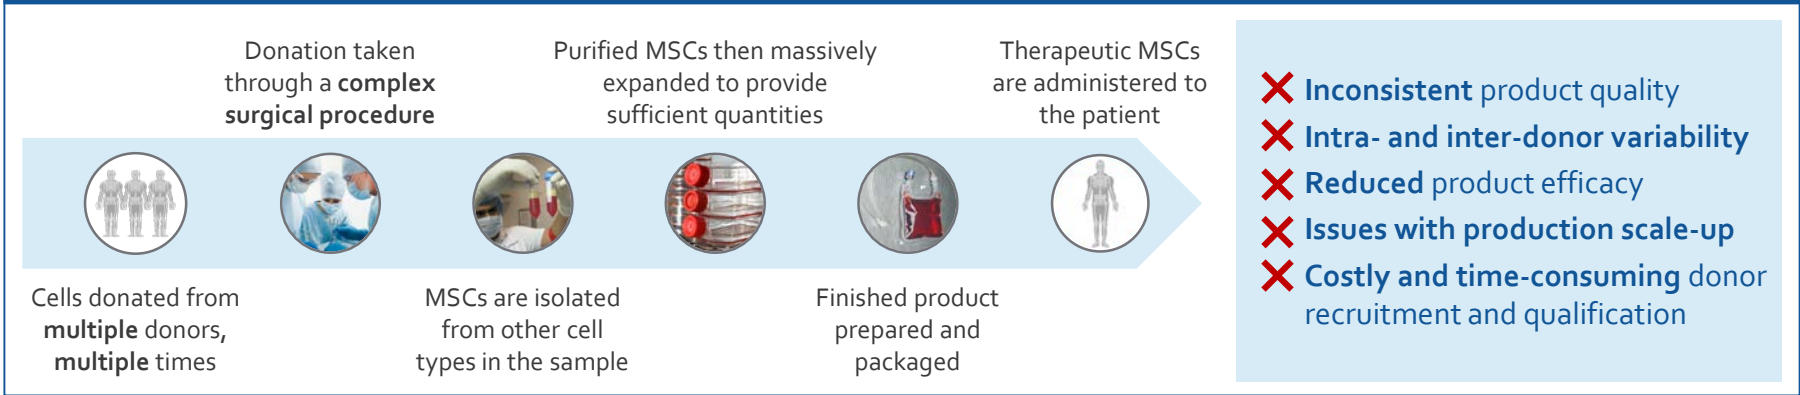 Donation taken
through a complex
surgical procedure
Purified MSCs then massively
expanded to provide
sufficient quantities
Therapeutic MSCs
are administered to
the patient
Cells donated from
multiple donors,
multiple times
MSCs are isolated
from other cell
types in the sample
Finished product
prepared and
packaged
Inconsistent product quality
Intra- and inter-donor variability
Reduced product efficacy
Issues with production scale-up
Costly and time-consuming donor
recruitment and qualification